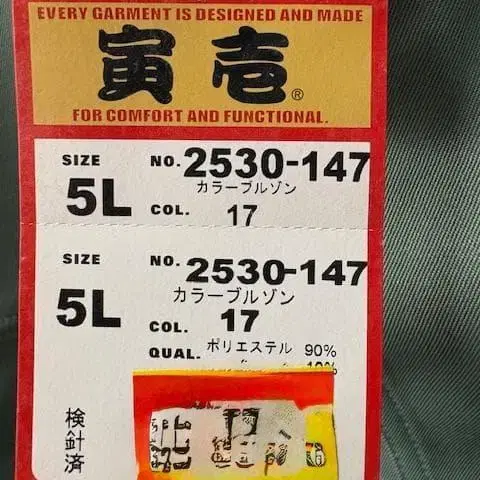 EVERY GARMENT IS DESIGNED AND MADE
寅壱®
FOR COMFORT AND FUNCTIONAL.
SIZE NO. 2530-147
カラーブルゾン
5L COL. 17
SIZE NO. 2530-147
カラーブルゾン
5L COL. 17
QUAL. ポリエステル 90%
10%
検針済